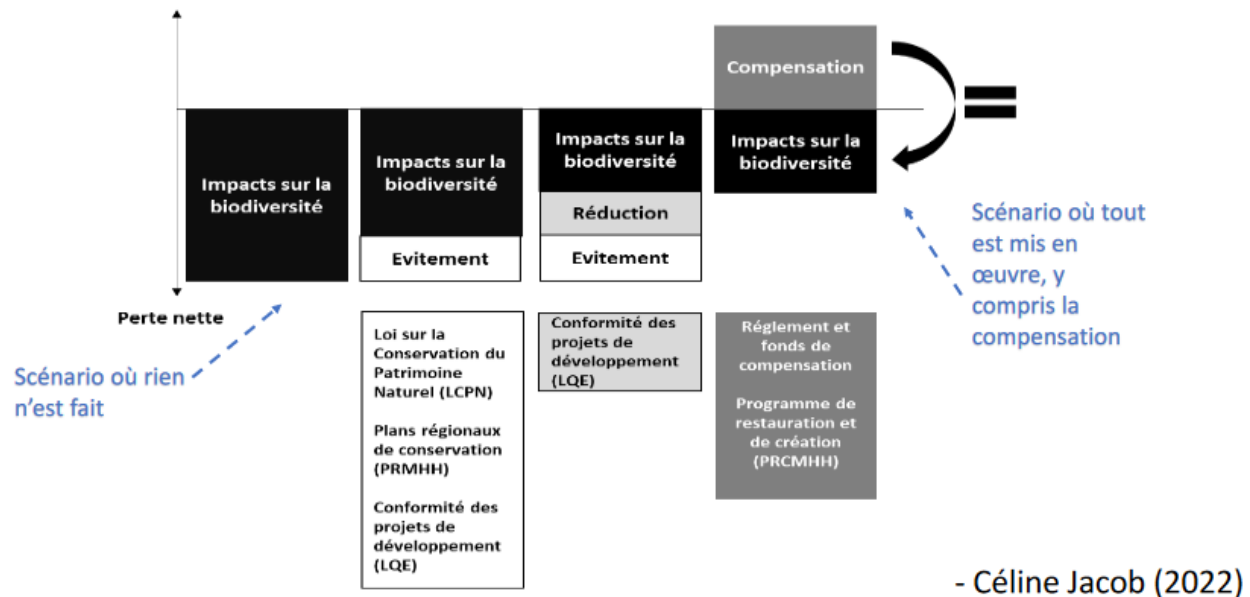 Impacts sur la
biodiversité
Perte nette
Scénario où rien
n'est fait
Impacts sur la
biodiversité
Evitement
Loi sur la
Conservation du
Patrimoine
Naturel (LCPN)
Plans régionaux
de conservation
(PRMHH)
Conformité des
projets de
développement
(LQE)
Impacts sur la
biodiversité
Réduction
Evitement
Conformité des
projets de
développement
(LQE)
Compensation
Impacts sur la
biodiversité
Réglement et
fonds de
compensation
Programme de
restauration et
de création
(PRCMHH)
Scénario où tout
est mis en
œuvre, y
compris la
compensation
- Céline Jacob (2022)